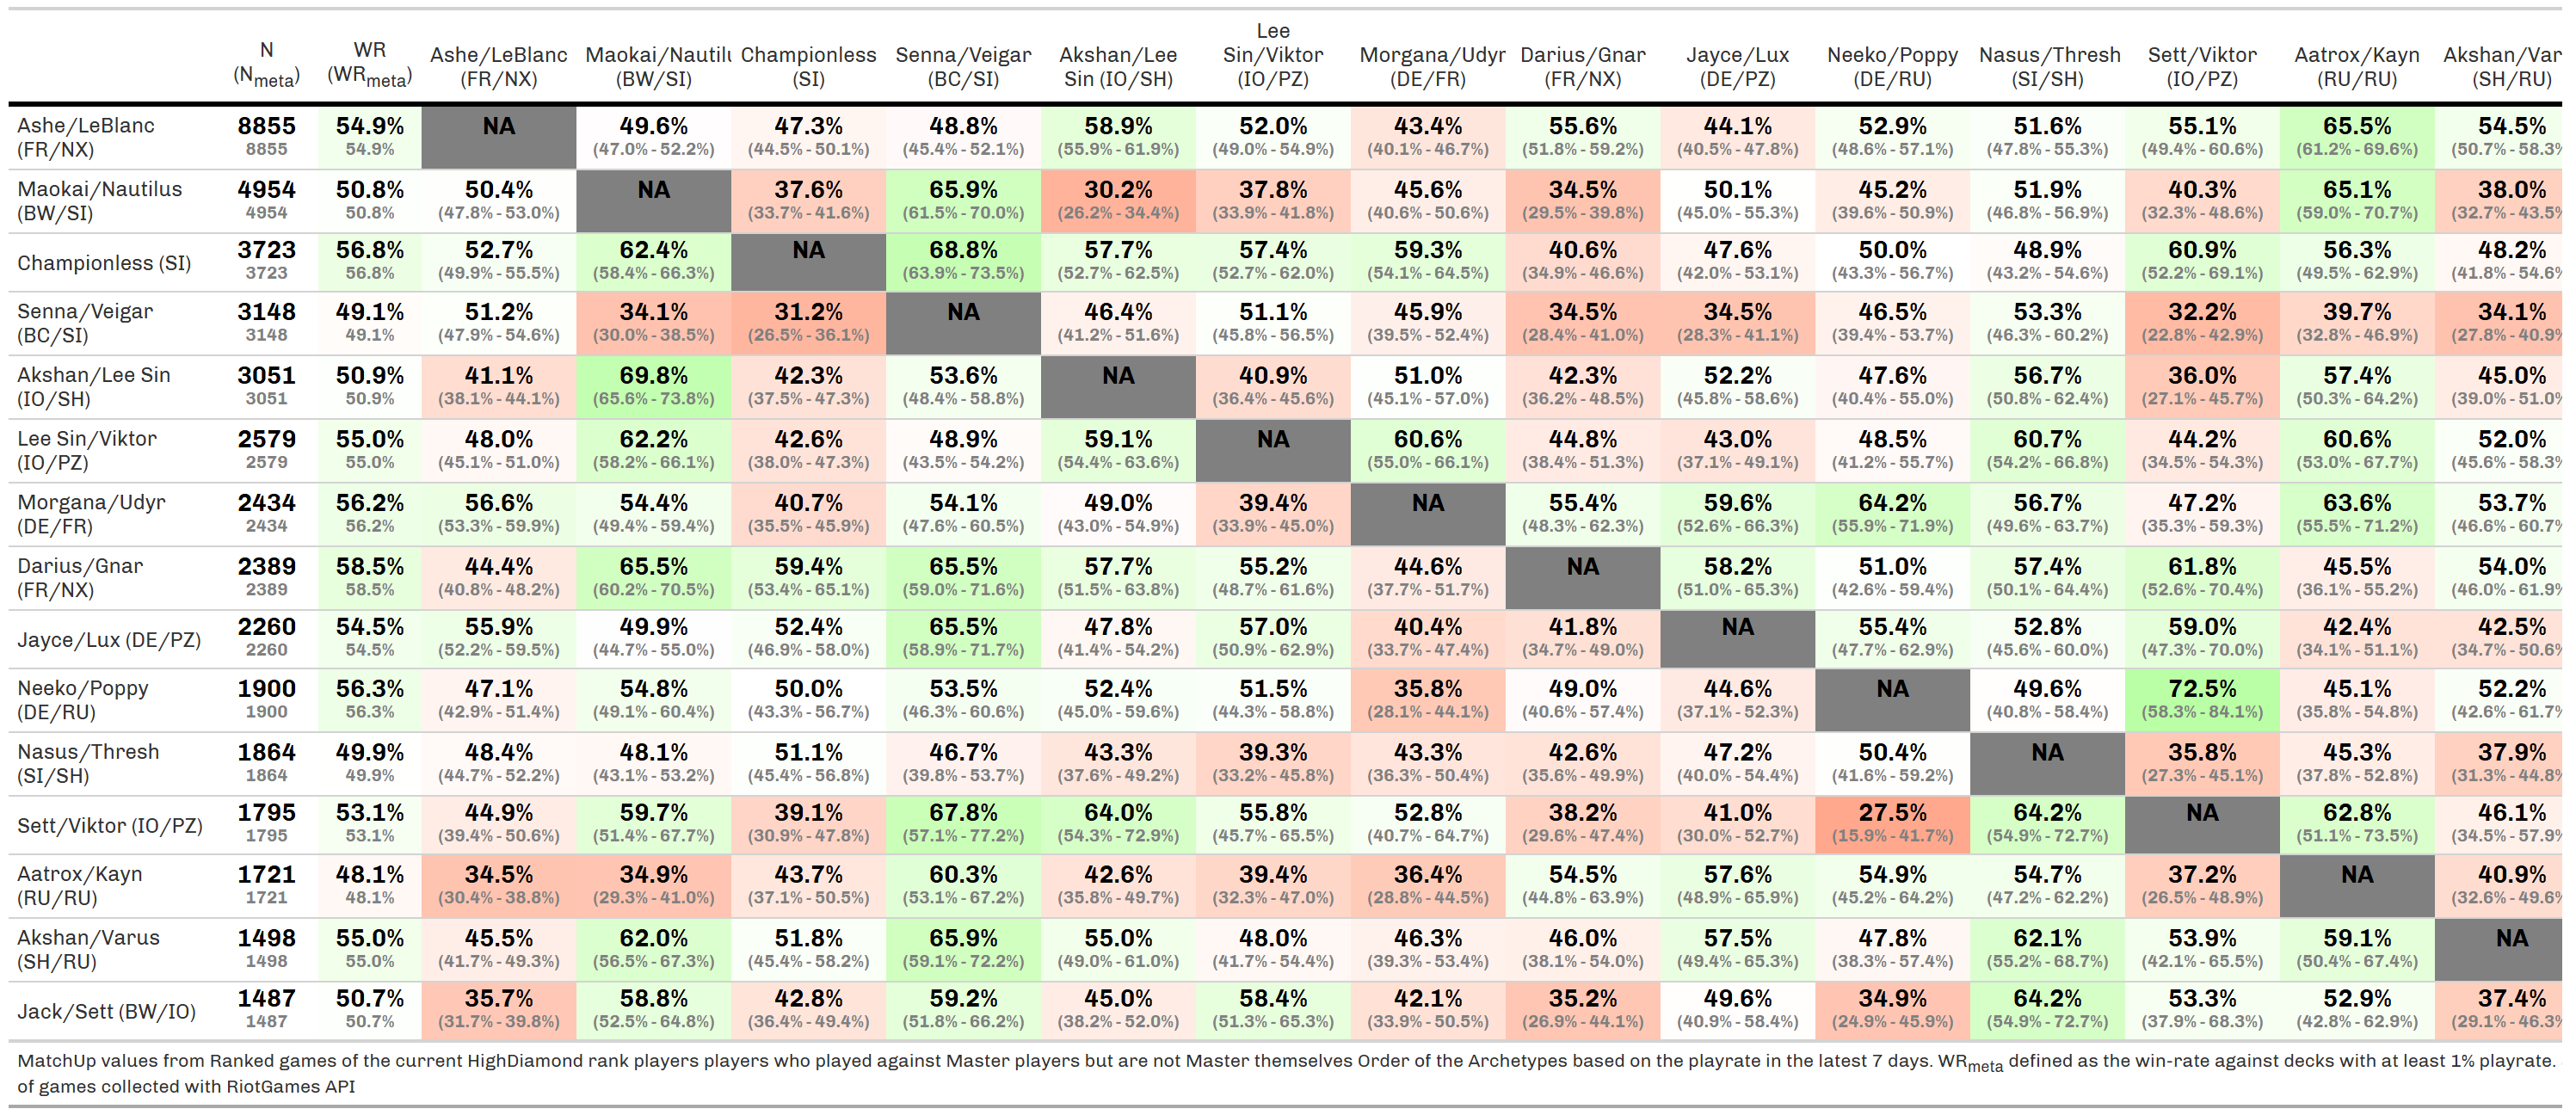 N (Nmeta) WR (WRmeta) Ashe/LeBlanc (FR/NX) Maokai/Nautilu (BW/SI) Championless (SI) Senna/Veigar (BC/SI) Akshan/Lee Sin (IO/SH) Lee Sin/Viktor (IO/PZ) Morgana/Udyr (DE/FR) Darius/Gnar (FR/NX) Jayce/Lux (DE/PZ) Neeko/Poppy (DE/RU) Nasus/Thresh (SI/SH) Sett/Viktor (IO/PZ) Aatrox/Kayn (RU/RU) Akshan/Var (SH/RU)
Ashe/LeBlanc 8855 54.9% NA 49.6% 47.3% 48.8% 58.9% 52.0% 43.4% 55.6% 44.1% 52.9% 51.6% 55.1% 65.5% 54.5%
(FR/NX) 8855 54.9% (47.0% - 52.2%) (44.5% - 50.1%) (45.4% - 52.1%) (55.9% - 61.9%) (49.0% - 54.9%) (40.1% - 46.7%) (51.8% - 59.2%) (40.5% - 47.8%) (48.6% - 57.1%) (47.8% - 55.3%) (49.4% - 60.6%) (61.2% - 69.6%) (50.7% - 58.3%
Maokai/Nautilus 4954 50.8% 50.4% NA 37.6% 65.9% 30.2% 37.8% 45.6% 34.5% 50.1% 45.2% 51.9% 40.3% 65.1% 38.0%
(BW/SI) 4954 50.8% (47.8% - 53.0%) (33.7% - 41.6%) (61.5% - 70.0%) (26.2% - 34.4%) (33.9% - 41.8%) (40.6% - 50.6%) (29.5% - 39.8%) (45.0% - 55.3%) (39.6% - 50.9%) (46.8% - 56.9%) (32.3% - 48.6%) (59.0% - 70.7%) (32.7% - 43.5%
Championless (SI) 3723 56.8% 52.7% 62.4% NA 68.8% 57.7% 57.4% 59.3% 40.6% 47.6% 50.0% 48.9% 60.9% 56.3% 48.2%
3723 56.8% (49.9% - 55.5%) (58.4% - 66.3%) (63.9% - 73.5%) (52.7% - 62.5%) (52.7% - 62.0%) (54.1% - 64.5%) (34.9% - 46.6%) (42.0% - 53.1%) (43.3% - 56.7%) (43.2% - 54.6%) (52.2% - 69.1%) (49.5% - 62.9%) (41.8% - 54.6%
Senna/Veigar 3148 49.1% 51.2% 34.1% 31.2% NA 46.4% 51.1% 45.9% 34.5% 34.5% 46.5% 53.3% 32.2% 39.7% 34.1%
(BC/SI) 3148 49.1% (47.9% - 54.6%) (30.0% - 38.5%) (26.5% - 36.1%) (41.2% - 51.6%) (45.8% - 56.5%) (39.5% - 52.4%) (28.4% - 41.0%) (28.3% - 41.1%) (39.4% - 53.7%) (46.3% - 60.2%) (22.8% - 42.9%) (32.8% - 46.9%) (27.8% - 40.9%
Akshan/Lee Sin 3051 50.9% 41.1% 69.8% 42.3% 53.6% NA 40.9% 51.0% 42.3% 52.2% 47.6% 56.7% 36.0% 57.4% 45.0%
(IO/SH) 3051 50.9% (38.1% - 44.1%) (65.6% - 73.8%) (37.5% - 47.3%) (48.4% - 58.8%) (36.4% - 45.6%) (45.1% - 57.0%) (36.2% - 48.5%) (45.8% - 58.6%) (40.4% - 55.0%) (50.8% - 62.4%) (27.1% - 45.7%) (50.3% - 64.2%) (39.0% - 51.0%
Lee Sin/Viktor 2579 55.0% 48.0% 62.2% 42.6% 48.9% 59.1% NA 60.6% 44.8% 43.0% 48.5% 60.7% 44.2% 60.6% 52.0%
(IO/PZ) 2579 55.0% (45.1% - 51.0%) (58.2% - 66.1%) (38.0% - 47.3%) (43.5% - 54.2%) (54.4% - 63.6%) (55.0% - 66.1%) (38.4% - 51.3%) (37.1% - 49.1%) (41.2% - 55.7%) (54.2% - 66.8%) (34.5% - 54.3%) (53.0% - 67.7%) (45.6% - 58.3%
Morgana/Udyr 2434 56.2% 56.6% 54.4% 40.7% 54.1% 49.0% 39.4% NA 55.4% 59.6% 64.2% 56.7% 47.2% 63.6% 53.7%
(DE/FR) 2434 56.2% (53.3% - 59.9%) (49.4% - 59.4%) (35.5% - 45.9%) (47.6% - 60.5%) (43.0% - 54.9%) (33.9% - 45.0%) (48.3% - 62.3%) (52.6% - 66.3%) (55.9% - 71.9%) (49.6% - 63.7%) (35.3% - 59.3%) (55.5% - 71.2%) (46.6% - 60.7%
Darius/Gnar 2389 58.5% 44.4% 65.5% 59.4% 65.5% 57.7% 55.2% 44.6% NA 58.2% 51.0% 57.4% 61.8% 45.5% 54.0%
(FR/NX) 2389 58.5% (40.8% - 48.2%) (60.2% - 70.5%) (53.4% - 65.1%) (59.0% - 71.6%) (51.5% - 63.8%) (48.7% - 61.6%) (37.7% - 51.7%) (51.0% - 65.3%) (42.6% - 59.4%) (50.1% - 64.4%) (52.6% - 70.4%) (36.1% - 55.2%) (46.0% - 61.9%
Jayce/Lux (DE/PZ) 2260 54.5% 55.9% 49.9% 52.4% 65.5% 47.8% 57.0% 40.4% 41.8% NA 55.4% 52.8% 59.0% 42.4% 42.5%
2260 54.5% (52.2% - 59.5%) (44.7% - 55.0%) (46.9% - 58.0%) (58.9% - 71.7%) (41.4% - 54.2%) (50.9% - 62.9%) (33.7% - 47.4%) (34.7% - 49.0%) (47.7% - 62.9%) (45.6% - 60.0%) (47.3% - 70.0%) (34.1% - 51.1%) (34.7% - 50.6%
Neeko/Poppy 1900 56.3% 47.1% 54.8% 50.0% 53.5% 52.4% 51.5% 35.8% 49.0% 44.6% NA 49.6% 72.5% 45.1% 52.2%
(DE/RU) 1900 56.3% (42.9% - 51.4%) (49.1% - 60.4%) (43.3% - 56.7%) (46.3% - 60.6%) (45.0% - 59.6%) (44.3% - 58.8%) (28.1% - 44.1%) (40.6% - 57.4%) (37.1% - 52.3%) (40.8% - 58.4%) (58.3% - 84.1%) (35.8% - 54.8%) (42.6% - 61.7%
Nasus/Thresh 1864 49.9% 48.4% 48.1% 51.1% 46.7% 43.3% 39.3% 43.3% 42.6% 47.2% 50.4% NA 35.8% 45.3% 37.9%
(SI/SH) 1864 49.9% (44.7% - 52.2%) (43.1% - 53.2%) (45.4% - 56.8%) (39.8% - 53.7%) (37.6% - 49.2%) (33.2% - 45.8%) (36.3% - 50.4%) (35.6% - 49.9%) (40.0% - 54.4%) (41.6% - 59.2%) (27.3% - 45.1%) (37.8% - 52.8%) (31.3% - 44.8%
Sett/Viktor (IO/PZ) 1795 53.1% 44.9% 59.7% 39.1% 67.8% 64.0% 55.8% 52.8% 38.2% 41.0% 27.5% 64.2% NA 62.8% 46.1%
1795 53.1% (39.4% - 50.6%) (51.4% - 67.7%) (30.9% - 47.8%) (57.1% - 77.2%) (54.3% - 72.9%) (45.7% - 65.5%) (40.7% - 64.7%) (29.6% - 47.4%) (30.0% - 52.7%) (15.9% - 41.7%) (54.9% - 72.7%) (51.1% - 73.5%) (34.5% - 57.9%
Aatrox/Kayn 1721 48.1% 34.5% 34.9% 43.7% 60.3% 42.6% 39.4% 36.4% 54.5% 57.6% 54.9% 54.7% 37.2% NA 40.9%
(RU/RU) 1721 48.1% (30.4% - 38.8%) (29.3% - 41.0%) (37.1% - 50.5%) (53.1% - 67.2%) (35.8% - 49.7%) (32.3% - 47.0%) (28.8% - 44.5%) (44.8% - 63.9%) (48.9% - 65.9%) (45.2% - 64.2%) (47.2% - 62.2%) (26.5% - 48.9%) (32.6% - 49.6%
Akshan/Varus 1498 55.0% 45.5% 62.0% 51.8% 65.9% 55.0% 48.0% 46.3% 46.0% 57.5% 47.8% 62.1% 53.9% 59.1% NA
(SH/RU) 1498 55.0% (41.7% - 49.3%) (56.5% - 67.3%) (45.4% - 58.2%) (59.1% - 72.2%) (49.0% - 61.0%) (41.7% - 54.4%) (39.3% - 53.4%) (38.1% - 54.0%) (49.4% - 65.3%) (38.3% - 57.4%) (55.2% - 68.7%) (42.1% - 65.5%) (50.4% - 67.4%)
Jack/Sett (BW/IO) 1487 50.7% 35.7% 58.8% 42.8% 59.2% 45.0% 58.4% 42.1% 35.2% 49.6% 34.9% 64.2% 53.3% 52.9% 37.4%
1487 50.7% (31.7% - 39.8%) (52.5% - 64.8%) (36.4% - 49.4%) (51.8% - 66.2%) (38.2% - 52.0%) (51.3% - 65.3%) (33.9% - 50.5%) (26.9% - 44.1%) (40.9% - 58.4%) (24.9% - 45.9%) (54.9% - 72.7%) (37.9% - 68.3%) (42.8% - 62.9%) (29.1% - 46.3%
MatchUp values from Ranked games of the current HighDiamond rank players players who played against Master players but are not Master themselves Order of the Archetypes based on the playrate in the latest 7 days. WRmeta defined as the win-rate against decks with at least 1% playrate.
of games collected with RiotGames API